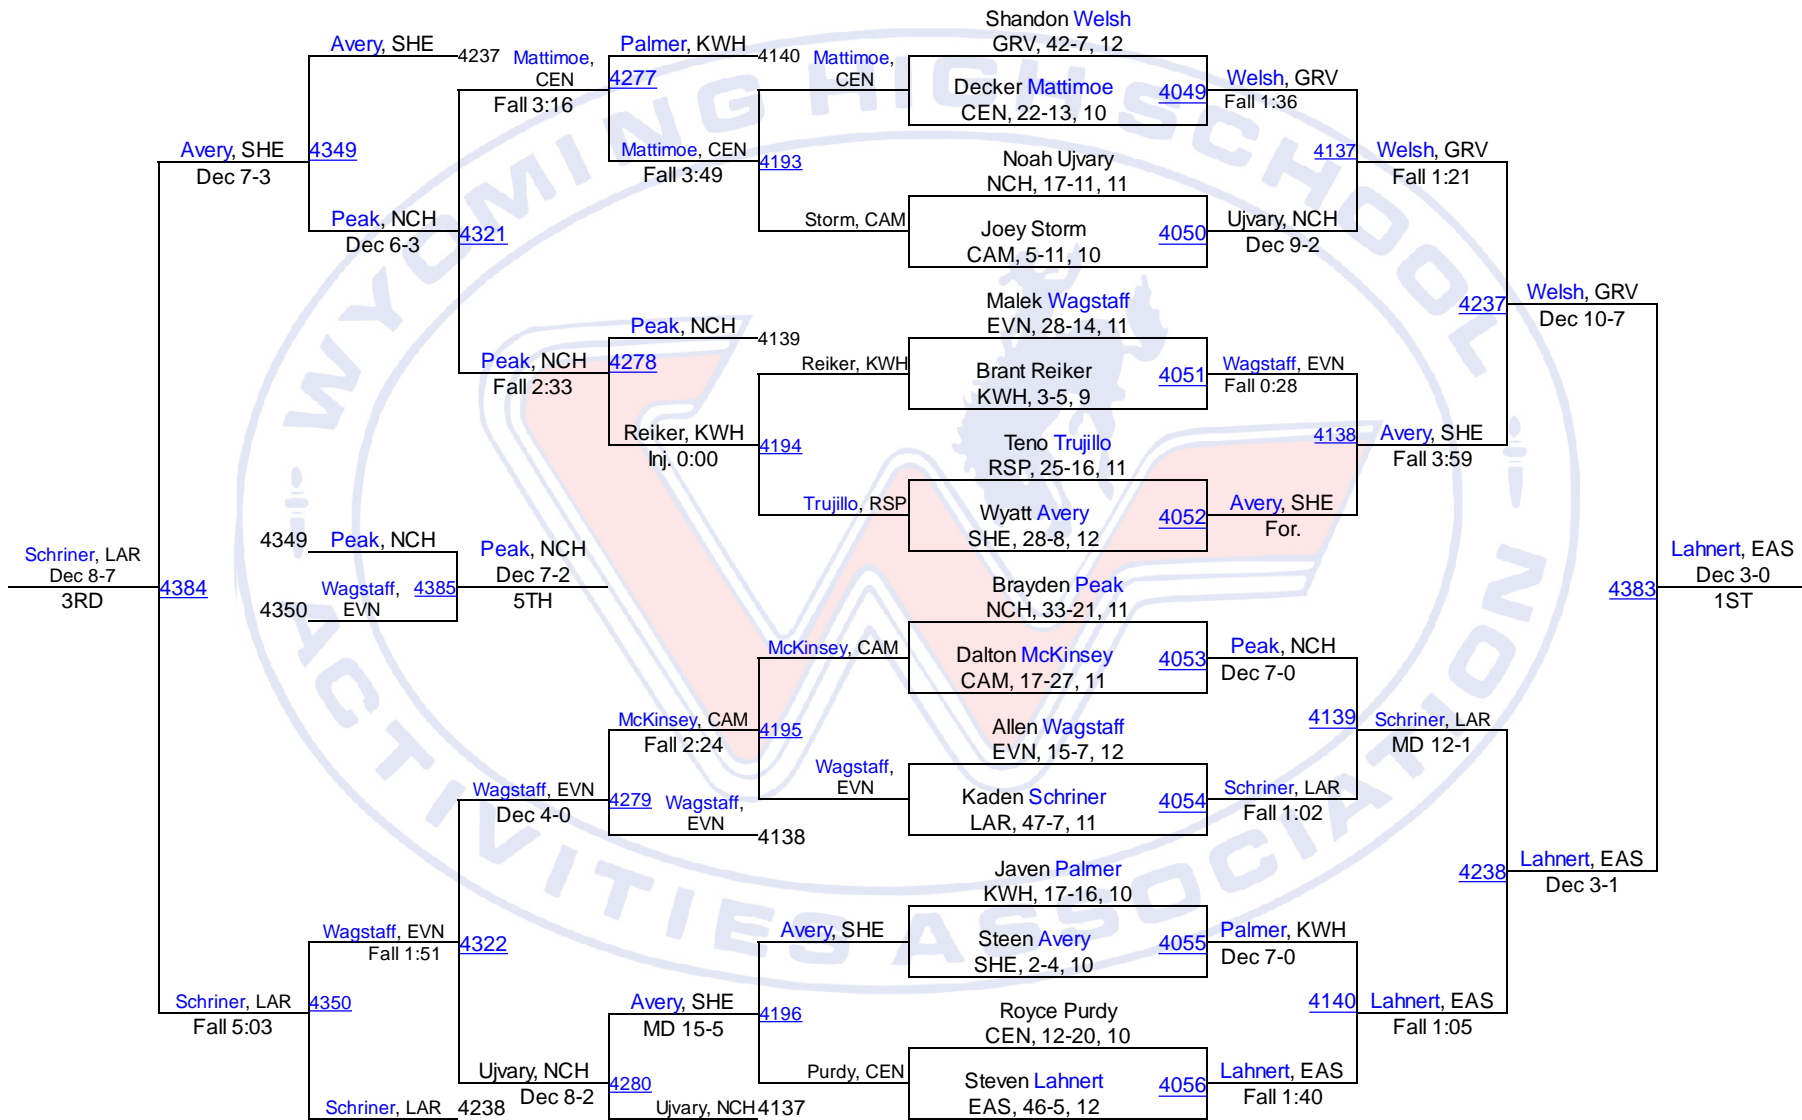 Shandon Welsh
GRV, 42-7, 12
Avery, SHE
4237
Mattimoe,
CEN
Fall 3:16
Palmer, KWH
4140
4277
Mattimoe,
CEN
Decker Mattimoe
CEN, 22-13, 10
4049
Welsh, GRV
Fall 1:36
Avery, SHE
Dec 7-3
4349
Mattimoe, CEN
Fall 3:49
4193
Noah Ujvary
NCH, 17-11, 11
4137
Welsh, GRV
Fall 1:21
Peak, NCH
Dec 6-3
4321
Storm, CAM
Joey Storm
CAM, 5-11, 10
4050
Ujvary, NCH
Dec 9-2
Malek Wagstaff
EVN, 28-14, 11
4237
Welsh, GRV
Dec 10-7
Peak, NCH
4139
Peak, NCH
Fall 2:33
4278
Reiker, KWH
Brant Reiker
KWH, 3-5, 9
4051
Wagstaff, EVN
Fall 0:28
Reiker, KWH
Inj. 0:00
4194
Teno Trujillo
RSP, 25-16, 11
4138
Avery, SHE
Fall 3:59
Trujillo, RSP
Wyatt Avery
SHE, 28-8, 12
4052
Avery, SHE
For.
Schriner, LAR
Dec 8-7
3RD
4384
4349
Peak, NCH
Wagstaff,
EVN
4350
4385
Peak, NCH
Dec 7-2
5TH
Brayden Peak
NCH, 33-21, 11
4383
Lahnert, EAS
Dec 3-0
1ST
McKinsey, CAM
Dalton McKinsey
CAM, 17-27, 11
4053
Peak, NCH
Dec 7-0
McKinsey, CAM
Fall 2:24
4195
Allen Wagstaff
EVN, 15-7, 12
4139
Schriner, LAR
MD 12-1
Wagstaff, EVN
Dec 4-0
4279
Wagstaff,
EVN
4138
Wagstaff,
EVN
Kaden Schriner
LAR, 47-7, 11
4054
Schriner, LAR
Fall 1:02
Javen Palmer
KWH, 17-16, 10
4238
Lahnert, EAS
Dec 3-1
Wagstaff, EVN
Fall 1:51
4322
Avery, SHE
Steen Avery
SHE, 2-4, 10
4055
Palmer, KWH
Dec 7-0
Schriner, LAR
Fall 5:03
4350
Avery, SHE
MD 15-5
4196
Royce Purdy
CEN, 12-20, 10
4140
Lahnert, EAS
Fall 1:05
Ujvary, NCH
Dec 8-2
4280
Purdy, CEN
Steven Lahnert
EAS, 46-5, 12
4056
Lahnert, EAS
Fall 1:40
Schriner, LAR
4238
Ujvary, NCH
4137
WYOMING HIGH SCHOOL
ACTIVITIES ASSOCIATION